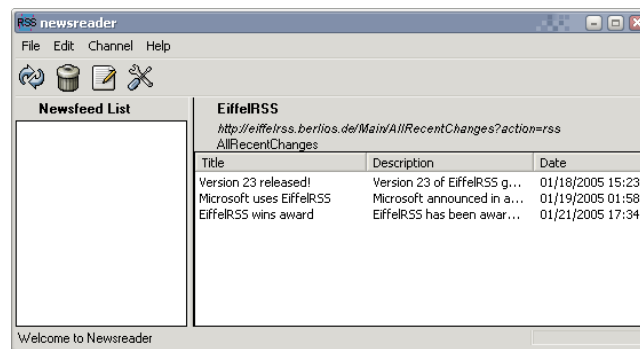 RSS newsreader
File Edit Channel Help
Newsfeed List
EiffelRSS
http://eiffelrss.berlios.de/Main/AllRecentChanges?action=rss
AllRecentChanges
Title Description Date
Version 23 released! Version 23 of EiffelRSS g... 01/18/2005 15:23
Microsoft uses EiffelRSS Microsoft announced in a... 01/19/2005 01:58
EiffelRSS wins award EiffelRSS has been awar... 01/21/2005 17:34
Welcome to Newsreader